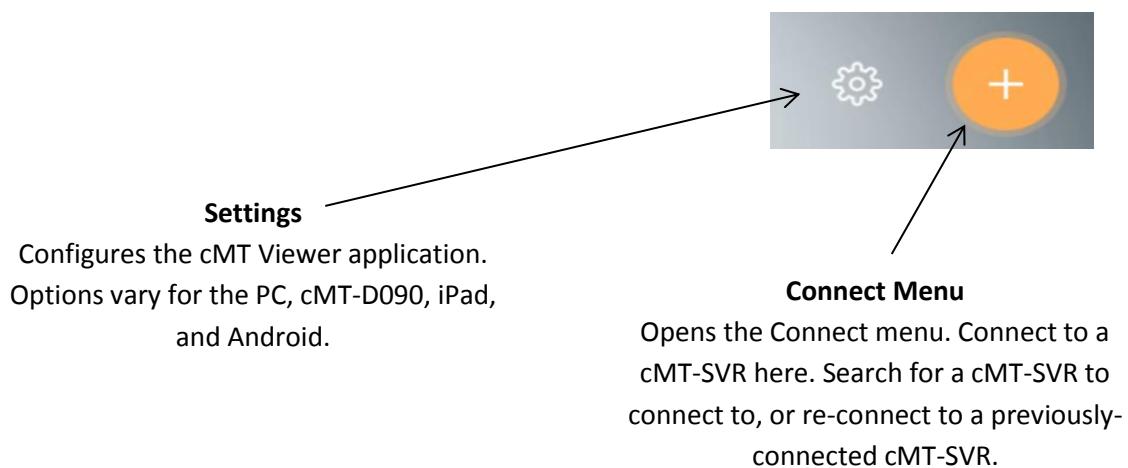 Settings
Configures the cMT Viewer application.
Options vary for the PC, cMT-D090, iPad,
and Android.
Connect Menu
Opens the Connect menu. Connect to a
cMT-SVR here. Search for a cMT-SVR to
connect to, or re-connect to a previously-
connected cMT-SVR.